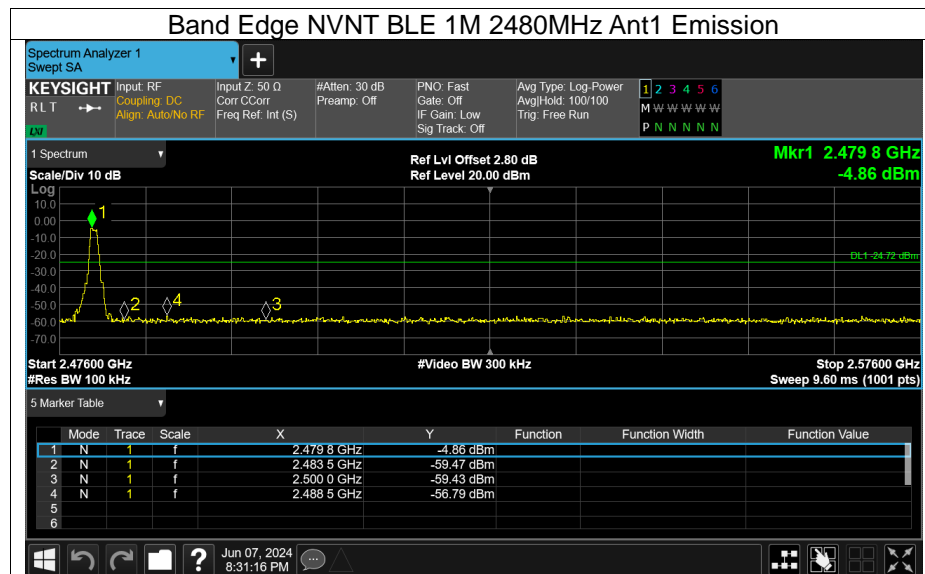 Band Edge NVNT BLE 1M 2480MHz Ant1 Emission
Spectrum Analyzer 1
Swept SA
+
KEYSIGHT Input: RF Input Z: 50 Ω #Atten: 30 dB PNO: Fast Avg Type: Log-Power 1 2 3 4 5 6
RLT Coupling: DC Corr CCorr Preamp: Off Gate: Off Avg|Hold: 100/100 M W W W W W
Align: Auto/No RF Freq Ref: Int (S) IF Gain: Low Trig: Free Run
LXI Sig Track: Off P N N N N N
1 Spectrum Ref Lvl Offset 2.80 dB Mkr1 2.479 8 GHz
Scale/Div 10 dB Ref Level 20.00 dBm -4.86 dBm
Log
10.0
0.00
-10.0
-20.0
-30.0
-40.0
-50.0
-60.0
-70.0
1
2
4
3
DL1 -24.72 dBm
Start 2.47600 GHz #Video BW 300 kHz Stop 2.57600 GHz
#Res BW 100 kHz Sweep 9.60 ms (1001 pts)
5 Marker Table
Mode Trace Scale X Y Function Function Width Function Value
1 N 1 f 2.479 8 GHz -4.86 dBm
2 N 1 f 2.483 5 GHz -59.47 dBm
3 N 1 f 2.500 0 GHz -59.43 dBm
4 N 1 f 2.488 5 GHz -56.79 dBm
5
6
? Jun 07, 2024
8:31:16 PM